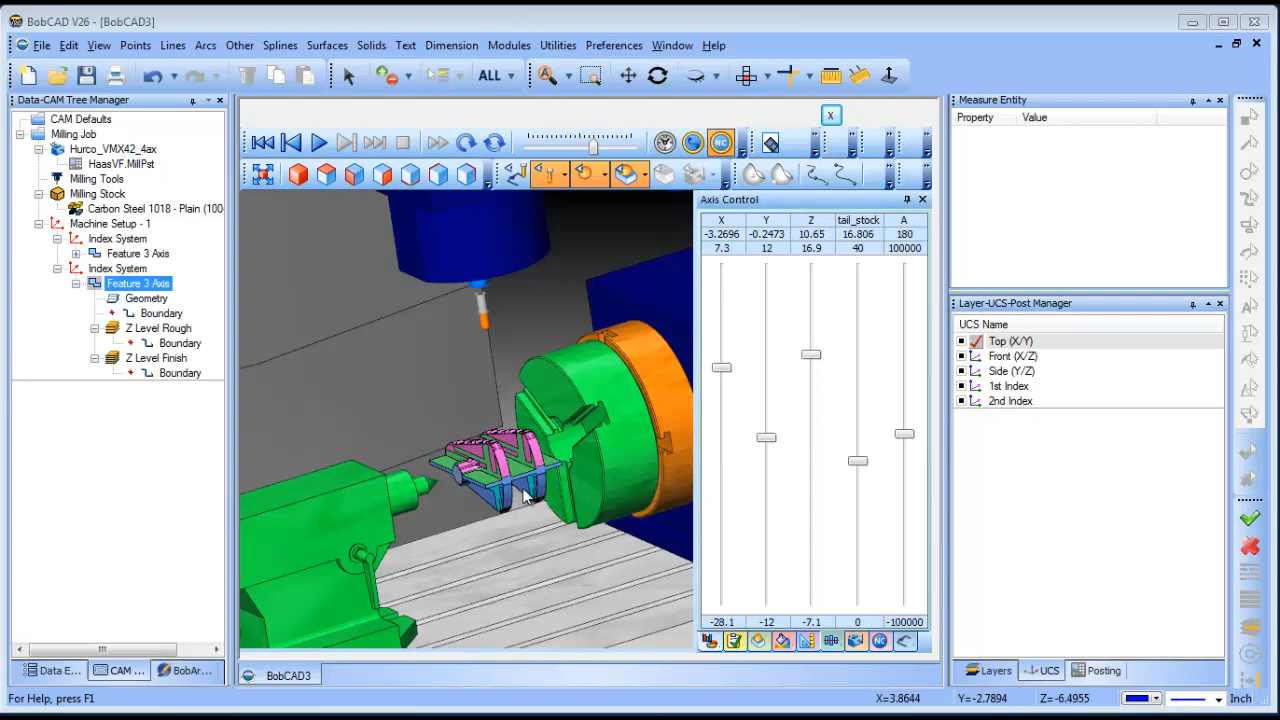 BobCAD V26 - [BobCAD3]
File Edit View Points Lines Arcs Other Splines Surfaces Solids Text Dimension Modules Utilities Preferences Window Help
ALL
Data-CAM Tree Manager
CAM Defaults
Milling Job
Hurco_VMX42_4ax
HaasVF.MillPst
Milling Tools
Milling Stock
Carbon Steel 1018 - Plain (100
Machine Setup - 1
Index System
Feature 3 Axis
Index System
Feature 3 Axis
Geometry
Boundary
Z Level Rough
Boundary
Z Level Finish
Boundary
Data E...
CAM ...
BobAr...
X
NC
Axis Control
X Y Z tail_stock A
-3.2696 -0.2473 10.65 16.806 180
7.3 12 16.9 40 100000
-28.1 -12 -7.1 0 -100000
NC
BobCAD3
Measure Entity
Property Value
Layer-UCS-Post Manager
UCS Name
Top (X/Y)
Front (X/Z)
Side (Y/Z)
1st Index
2nd Index
Layers UCS Posting
For Help, press F1
X=3.8644 Y=-2.7894 Z=-6.4955 Inch